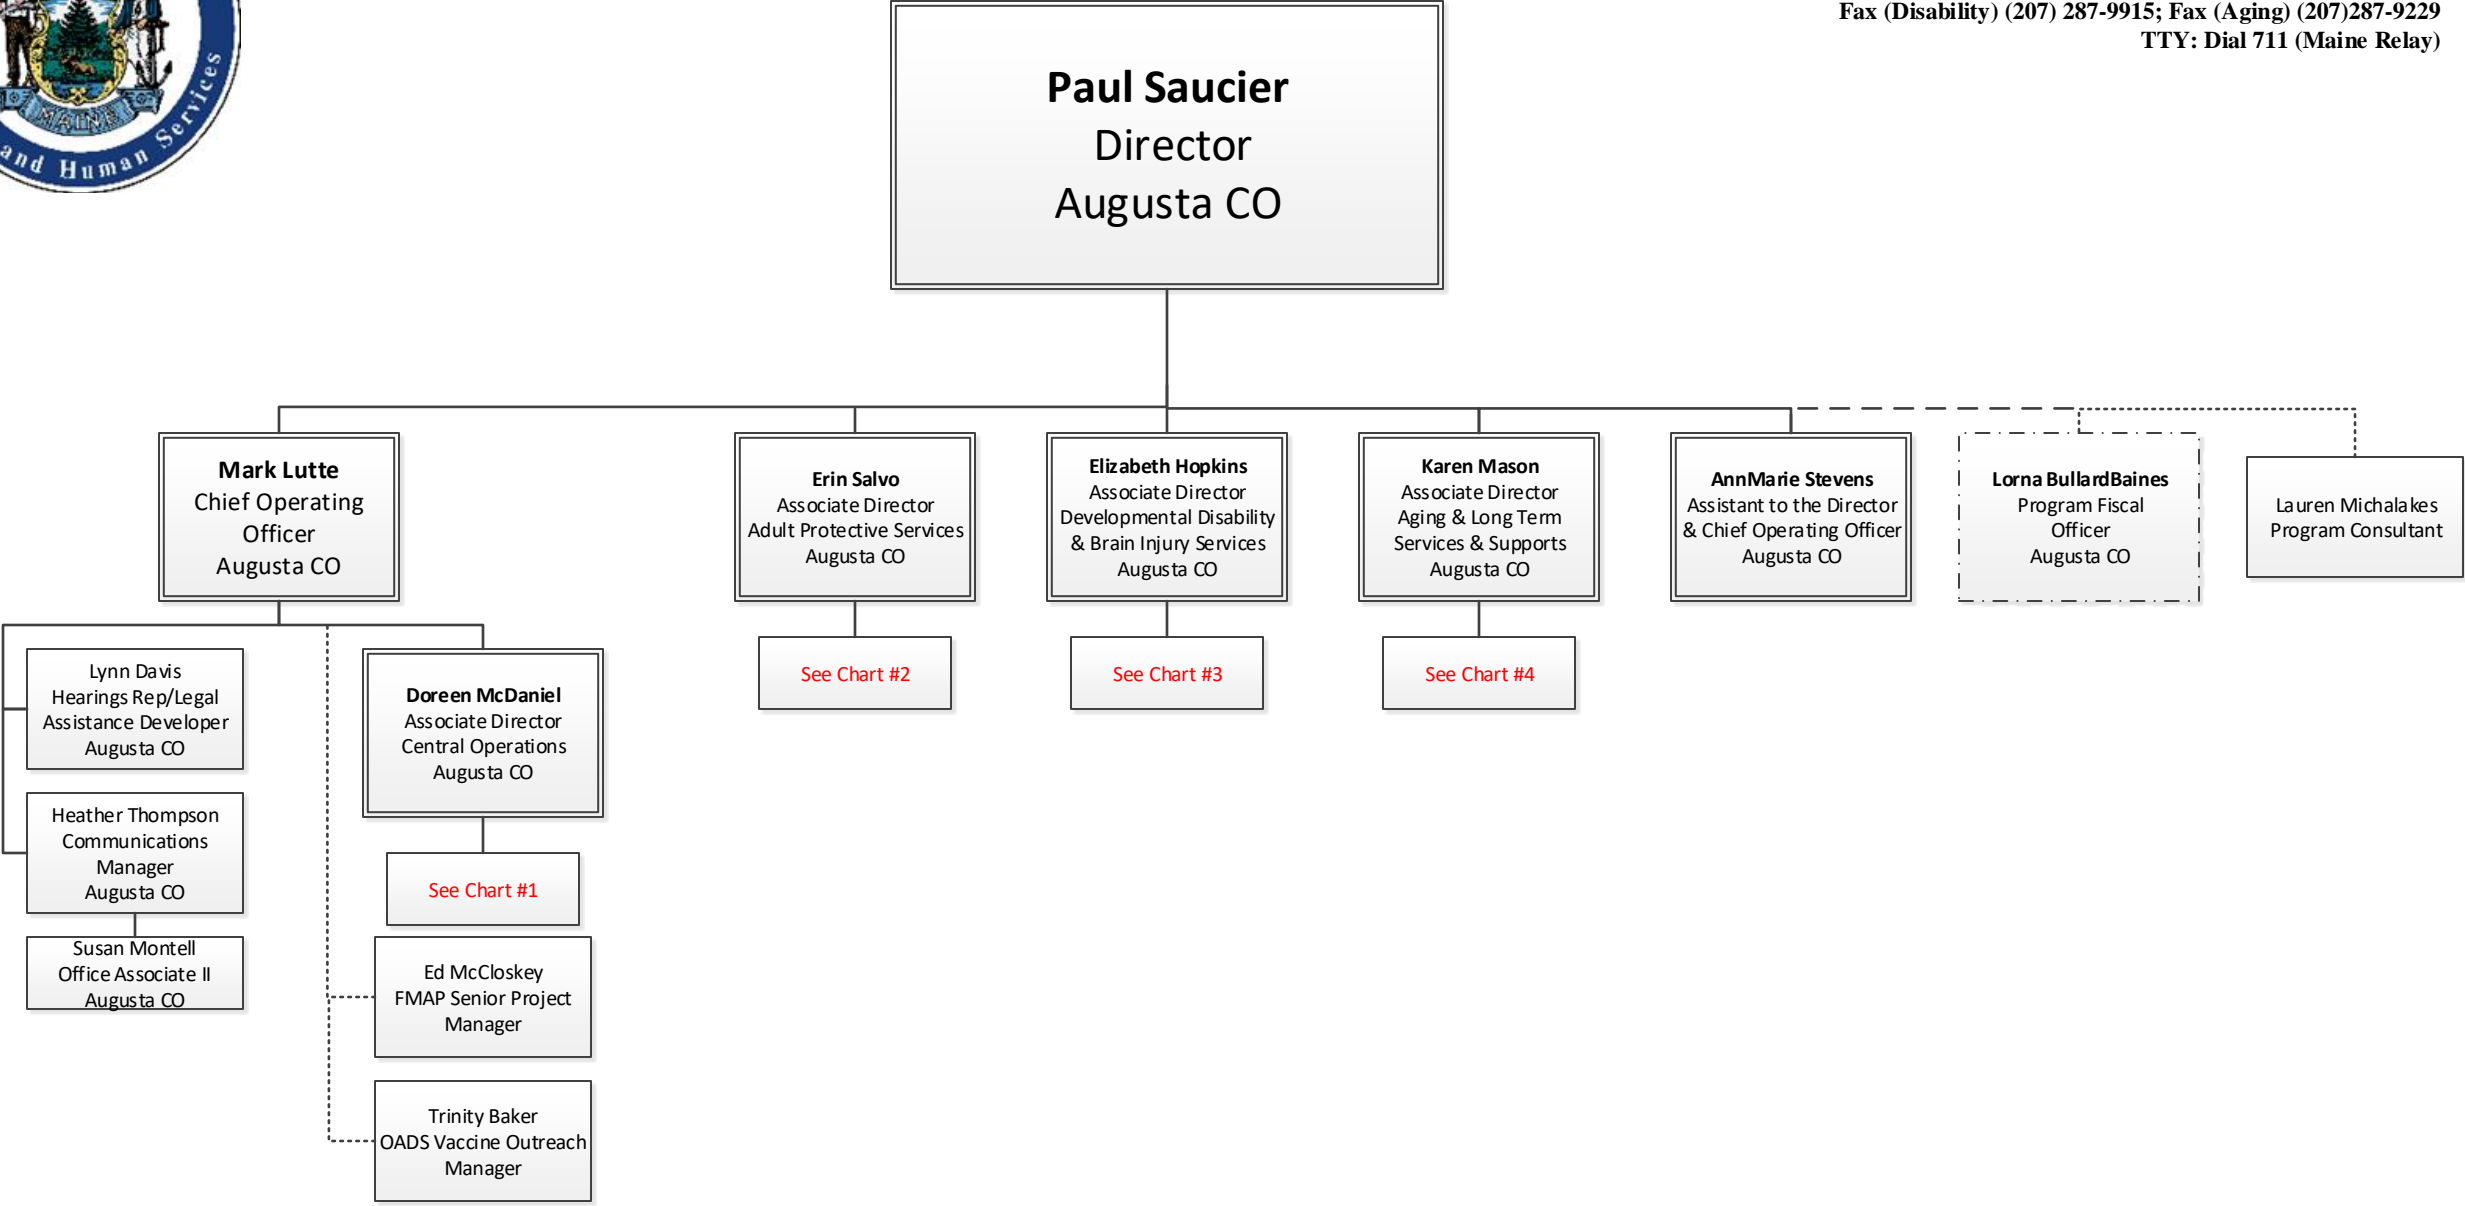 and Human Services
MAINE
Fax (Disability) (207) 287-9915; Fax (Aging) (207)287-9229
TTY: Dial 711 (Maine Relay)
Paul Saucier
Director
Augusta CO
Mark Lutte
Chief Operating
Officer
Augusta CO
Erin Salvo
Associate Director
Adult Protective Services
Augusta CO
Elizabeth Hopkins
Associate Director
Developmental Disability
& Brain Injury Services
Augusta CO
Karen Mason
Associate Director
Aging & Long Term
Services & Supports
Augusta CO
AnnMarie Stevens
Assistant to the Director
& Chief Operating Officer
Augusta CO
Lorna BullardBaines
Program Fiscal
Officer
Augusta CO
Lauren Michalakes
Program Consultant
Lynn Davis
Hearings Rep/Legal
Assistance Developer
Augusta CO
Doreen McDaniel
Associate Director
Central Operations
Augusta CO
See Chart #2
See Chart #3
See Chart #4
Heather Thompson
Communications
Manager
Augusta CO
See Chart #1
Susan Montell
Office Associate II
Augusta CO
Ed McCloskey
FMAP Senior Project
Manager
Trinity Baker
OADS Vaccine Outreach
Manager